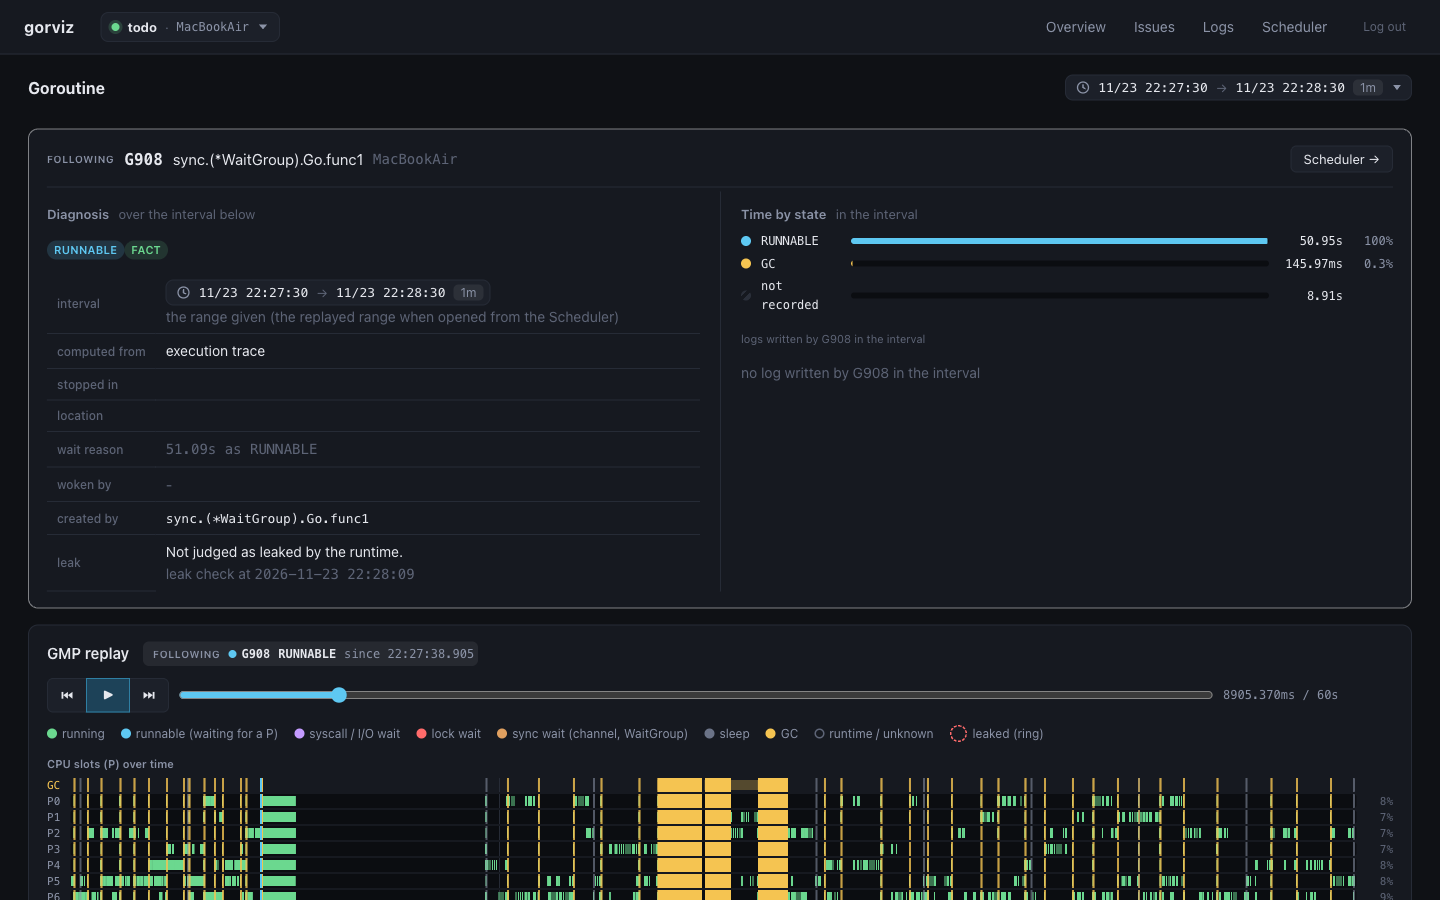 gorviz todo · MacBookAir Overview Issues Logs Scheduler Log out
Goroutine 11/23 22:27:30 → 11/23 22:28:30 1m
FOLLOWING G908 sync.(*WaitGroup).Go.func1 MacBookAir Scheduler →
Diagnosis over the interval below
RUNNABLE FACT
interval 11/23 22:27:30 → 11/23 22:28:30 1m
the range given (the replayed range when opened from the Scheduler)
computed from execution trace
stopped in
location
wait reason 51.09s as RUNNABLE
woken by -
created by sync.(*WaitGroup).Go.func1
leak Not judged as leaked by the runtime.
leak check at 2026-11-23 22:28:09
Time by state in the interval
RUNNABLE 50.95s 100%
GC 145.97ms 0.3%
not recorded 8.91s
logs written by G908 in the interval
no log written by G908 in the interval
GMP replay FOLLOWING G908 RUNNABLE since 22:27:38.905
8905.370ms / 60s
running runnable (waiting for a P) syscall / I/O wait lock wait sync wait (channel, WaitGroup) sleep GC runtime / unknown leaked (ring)
CPU slots (P) over time
GC
P0 8%
P1 7%
P2 7%
P3 7%
P4 8%
P5 8%
P6 9%